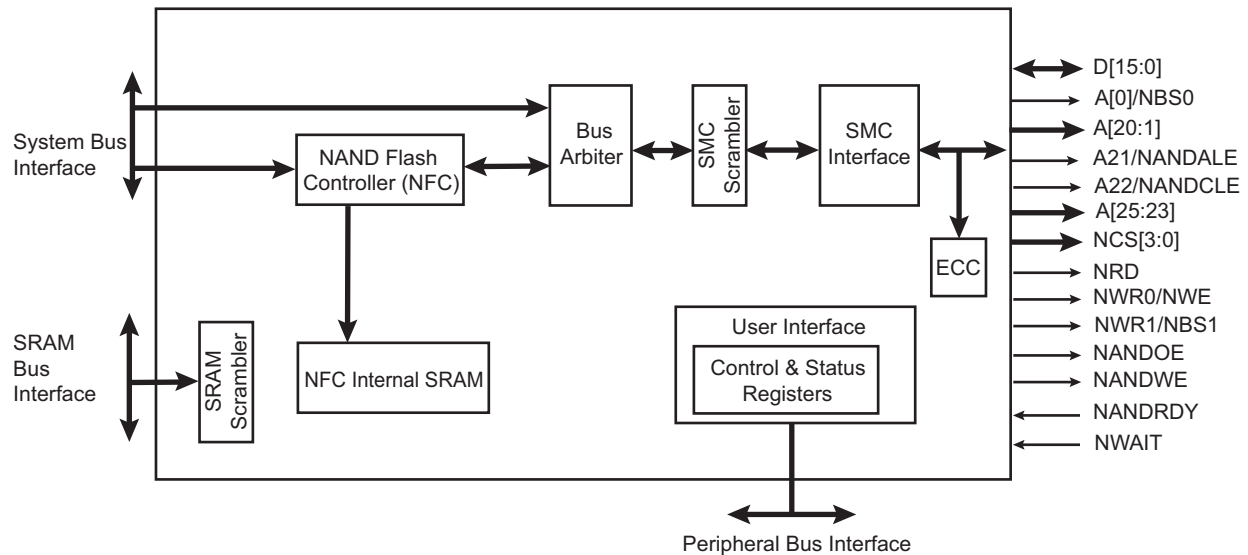 System Bus
Interface
NAND Flash
Controller (NFC)
Bus
Arbiter
SMC
Scrambler
SMC
Interface
ECC
D[15:0]
A[0]/NBS0
A[20:1]
A21/NANDALE
A22/NANDCLE
A[25:23]
NCS[3:0]
NRD
NWR0/NWE
NWR1/NBS1
NANDOE
NANDWE
NANDRDY
NWAIT
SRAM
Bus
Interface
SRAM
Scrambler
NFC Internal SRAM
User Interface
Control & Status
Registers
Peripheral Bus Interface